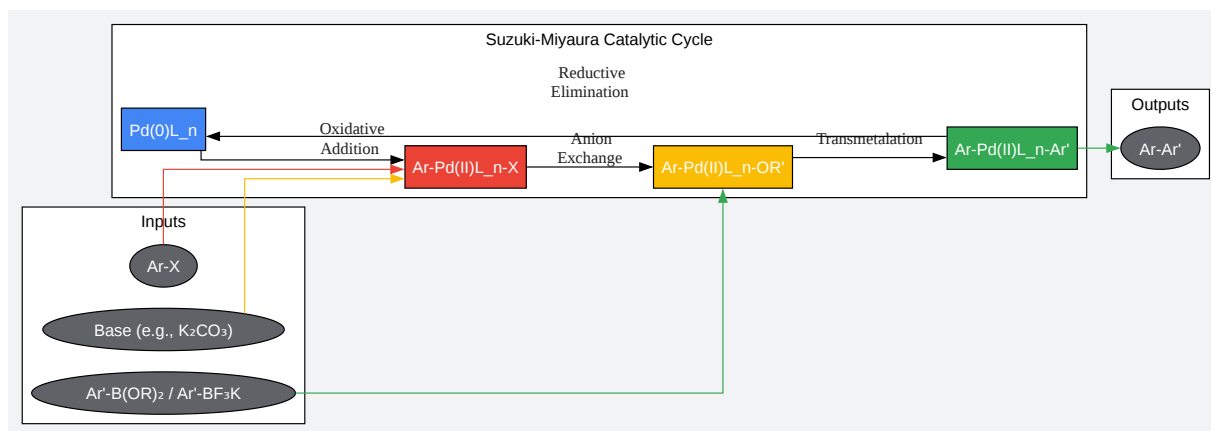 Suzuki-Miyaura Catalytic Cycle
Reductive
Elimination
Outputs
Pd(0)L_n
Oxidative
Addition
Anion
Exchange
Transmetalation
Ar-Pd(II)L_n-X
Ar-Pd(II)L_n-OR'
Ar-Pd(II)L_n-Ar'
Ar-Ar'
Inputs
Ar-X
Base (e.g., K₂CO₃)
Ar'-B(OR)₂ / Ar'-BF₃K